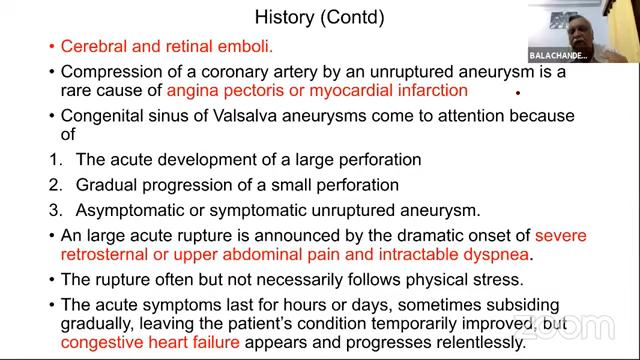 History (Contd)
Cerebral and retinal emboli.
Compression of a coronary artery by an unruptured aneurysm is a
rare cause of angina pectoris or myocardial infarction
Congenital sinus of Valsalva aneurysms come to attention because
of
1. The acute development of a large perforation
2. Gradual progression of a small perforation
3. Asymptomatic or symptomatic unruptured aneurysm.
An large acute rupture is announced by the dramatic onset of severe
retrosternal or upper abdominal pain and intractable dyspnea.
The rupture often but not necessarily follows physical stress.
The acute symptoms last for hours or days, sometimes subsiding
gradually, leaving the patient's condition temporarily improved, but
congestive heart failure appears and progresses relentlessly.
BALACHANDE...
zoom